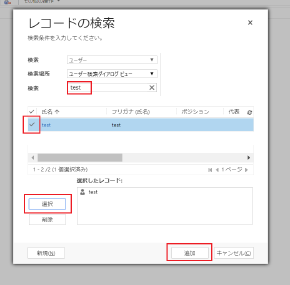 レコードの検索
検索条件を入力してください。
検索 ユーザー
検索場所 ユーザー検索ダイアログ ビュー
検索 test
氏名 フリガナ (氏名) ポジション 代表
test test
1 - 2 / 2 (1 個選択済み) 1 ページ
選択したレコード:
選択 test
削除
新規(N) 追加 キャンセル(C)